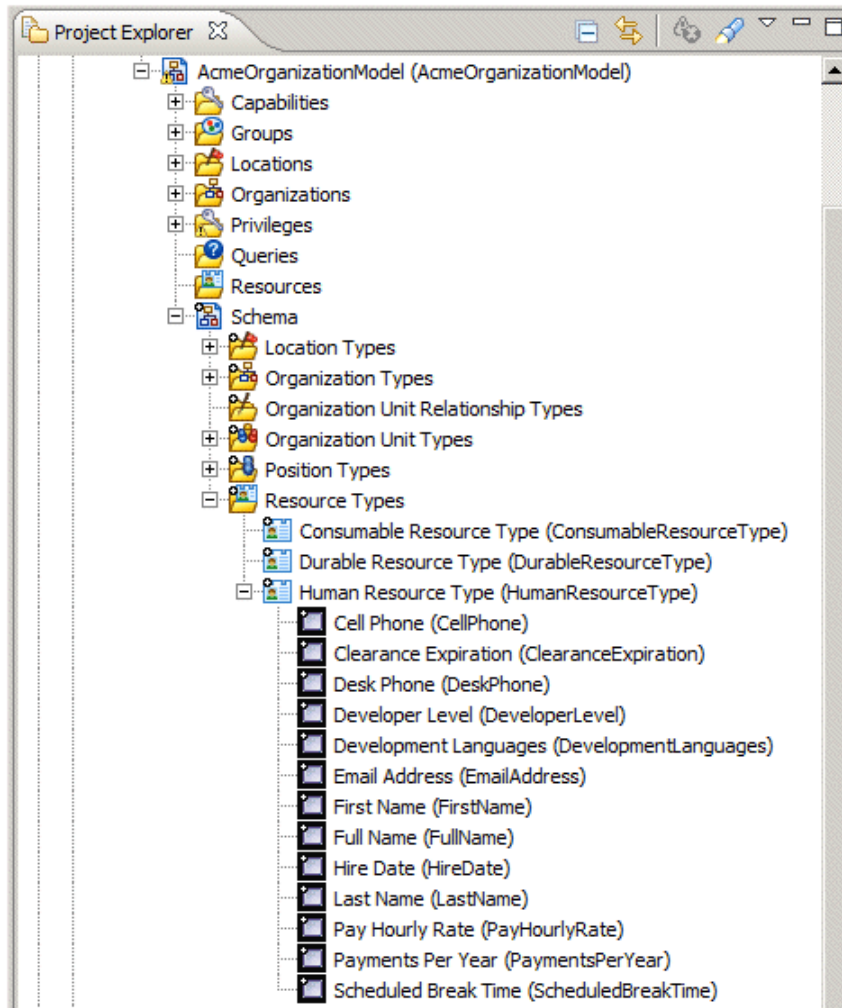 Project Explorer
AcmeOrganizationModel (AcmeOrganizationModel)
Capabilities
Groups
Locations
Organizations
Privileges
Queries
Resources
Schema
Location Types
Organization Types
Organization Unit Relationship Types
Organization Unit Types
Position Types
Resource Types
Consumable Resource Type (ConsumableResourceType)
Durable Resource Type (DurableResourceType)
Human Resource Type (HumanResourceType)
Cell Phone (CellPhone)
Clearance Expiration (ClearanceExpiration)
Desk Phone (DeskPhone)
Developer Level (DeveloperLevel)
Development Languages (DevelopmentLanguages)
Email Address (EmailAddress)
First Name (FirstName)
Full Name (FullName)
Hire Date (HireDate)
Last Name (LastName)
Pay Hourly Rate (PayHourlyRate)
Payments Per Year (PaymentsPerYear)
Scheduled Break Time (ScheduledBreakTime)